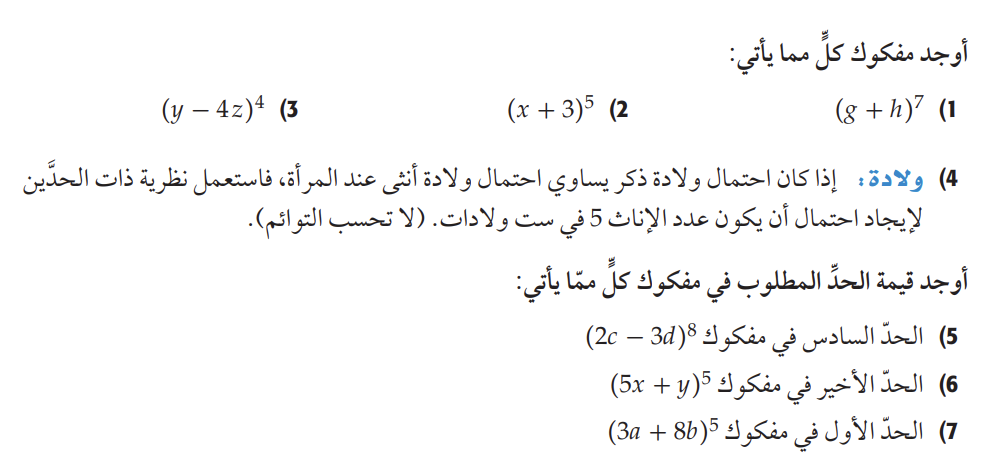 أوجد مفكوك كلٍّ مما يأتي:
(1 (g + h)⁷ (2 (x + 3)⁵ (3 (y − 4z)⁴
(4 ولادة: إذا كان احتمال ولادة ذكر يساوي احتمال ولادة أنثى عند المرأة، فاستعمل نظرية ذات الحدَّين
لإيجاد احتمال أن يكون عدد الإناث 5 في ست ولادات. (لا تحسب التوائم).
أوجد قيمة الحدِّ المطلوب في مفكوك كلٍّ ممّا يأتي:
(5 الحدّ السادس في مفكوك (2c − 3d)⁸
(6 الحدّ الأخير في مفكوك (5x + y)⁵
(7 الحدّ الأول في مفكوك (3a + 8b)⁵